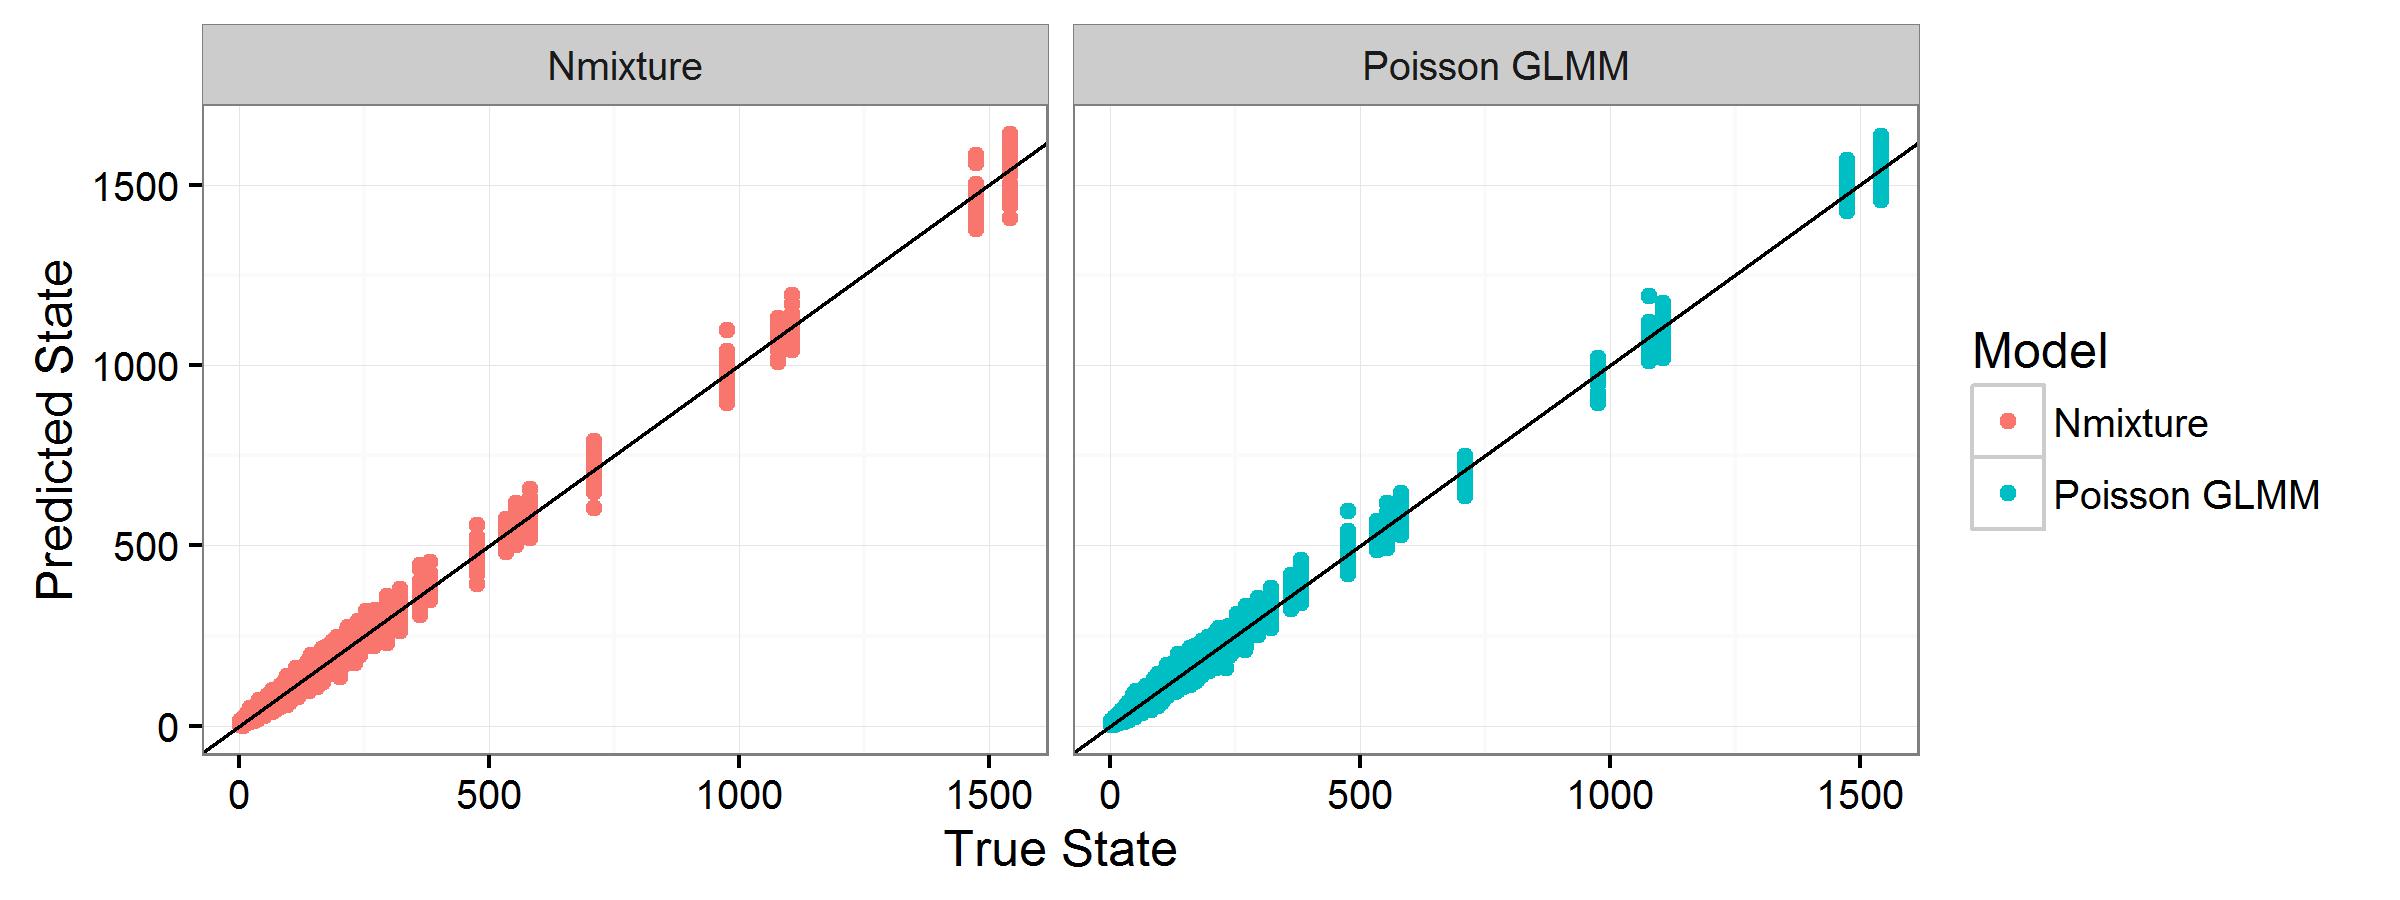 Nmixture
Poisson GLMM
Predicted State
1500
1000
500
0
0 500 1000 1500
0 500 1000 1500
True State
Model
Nmixture
Poisson GLMM